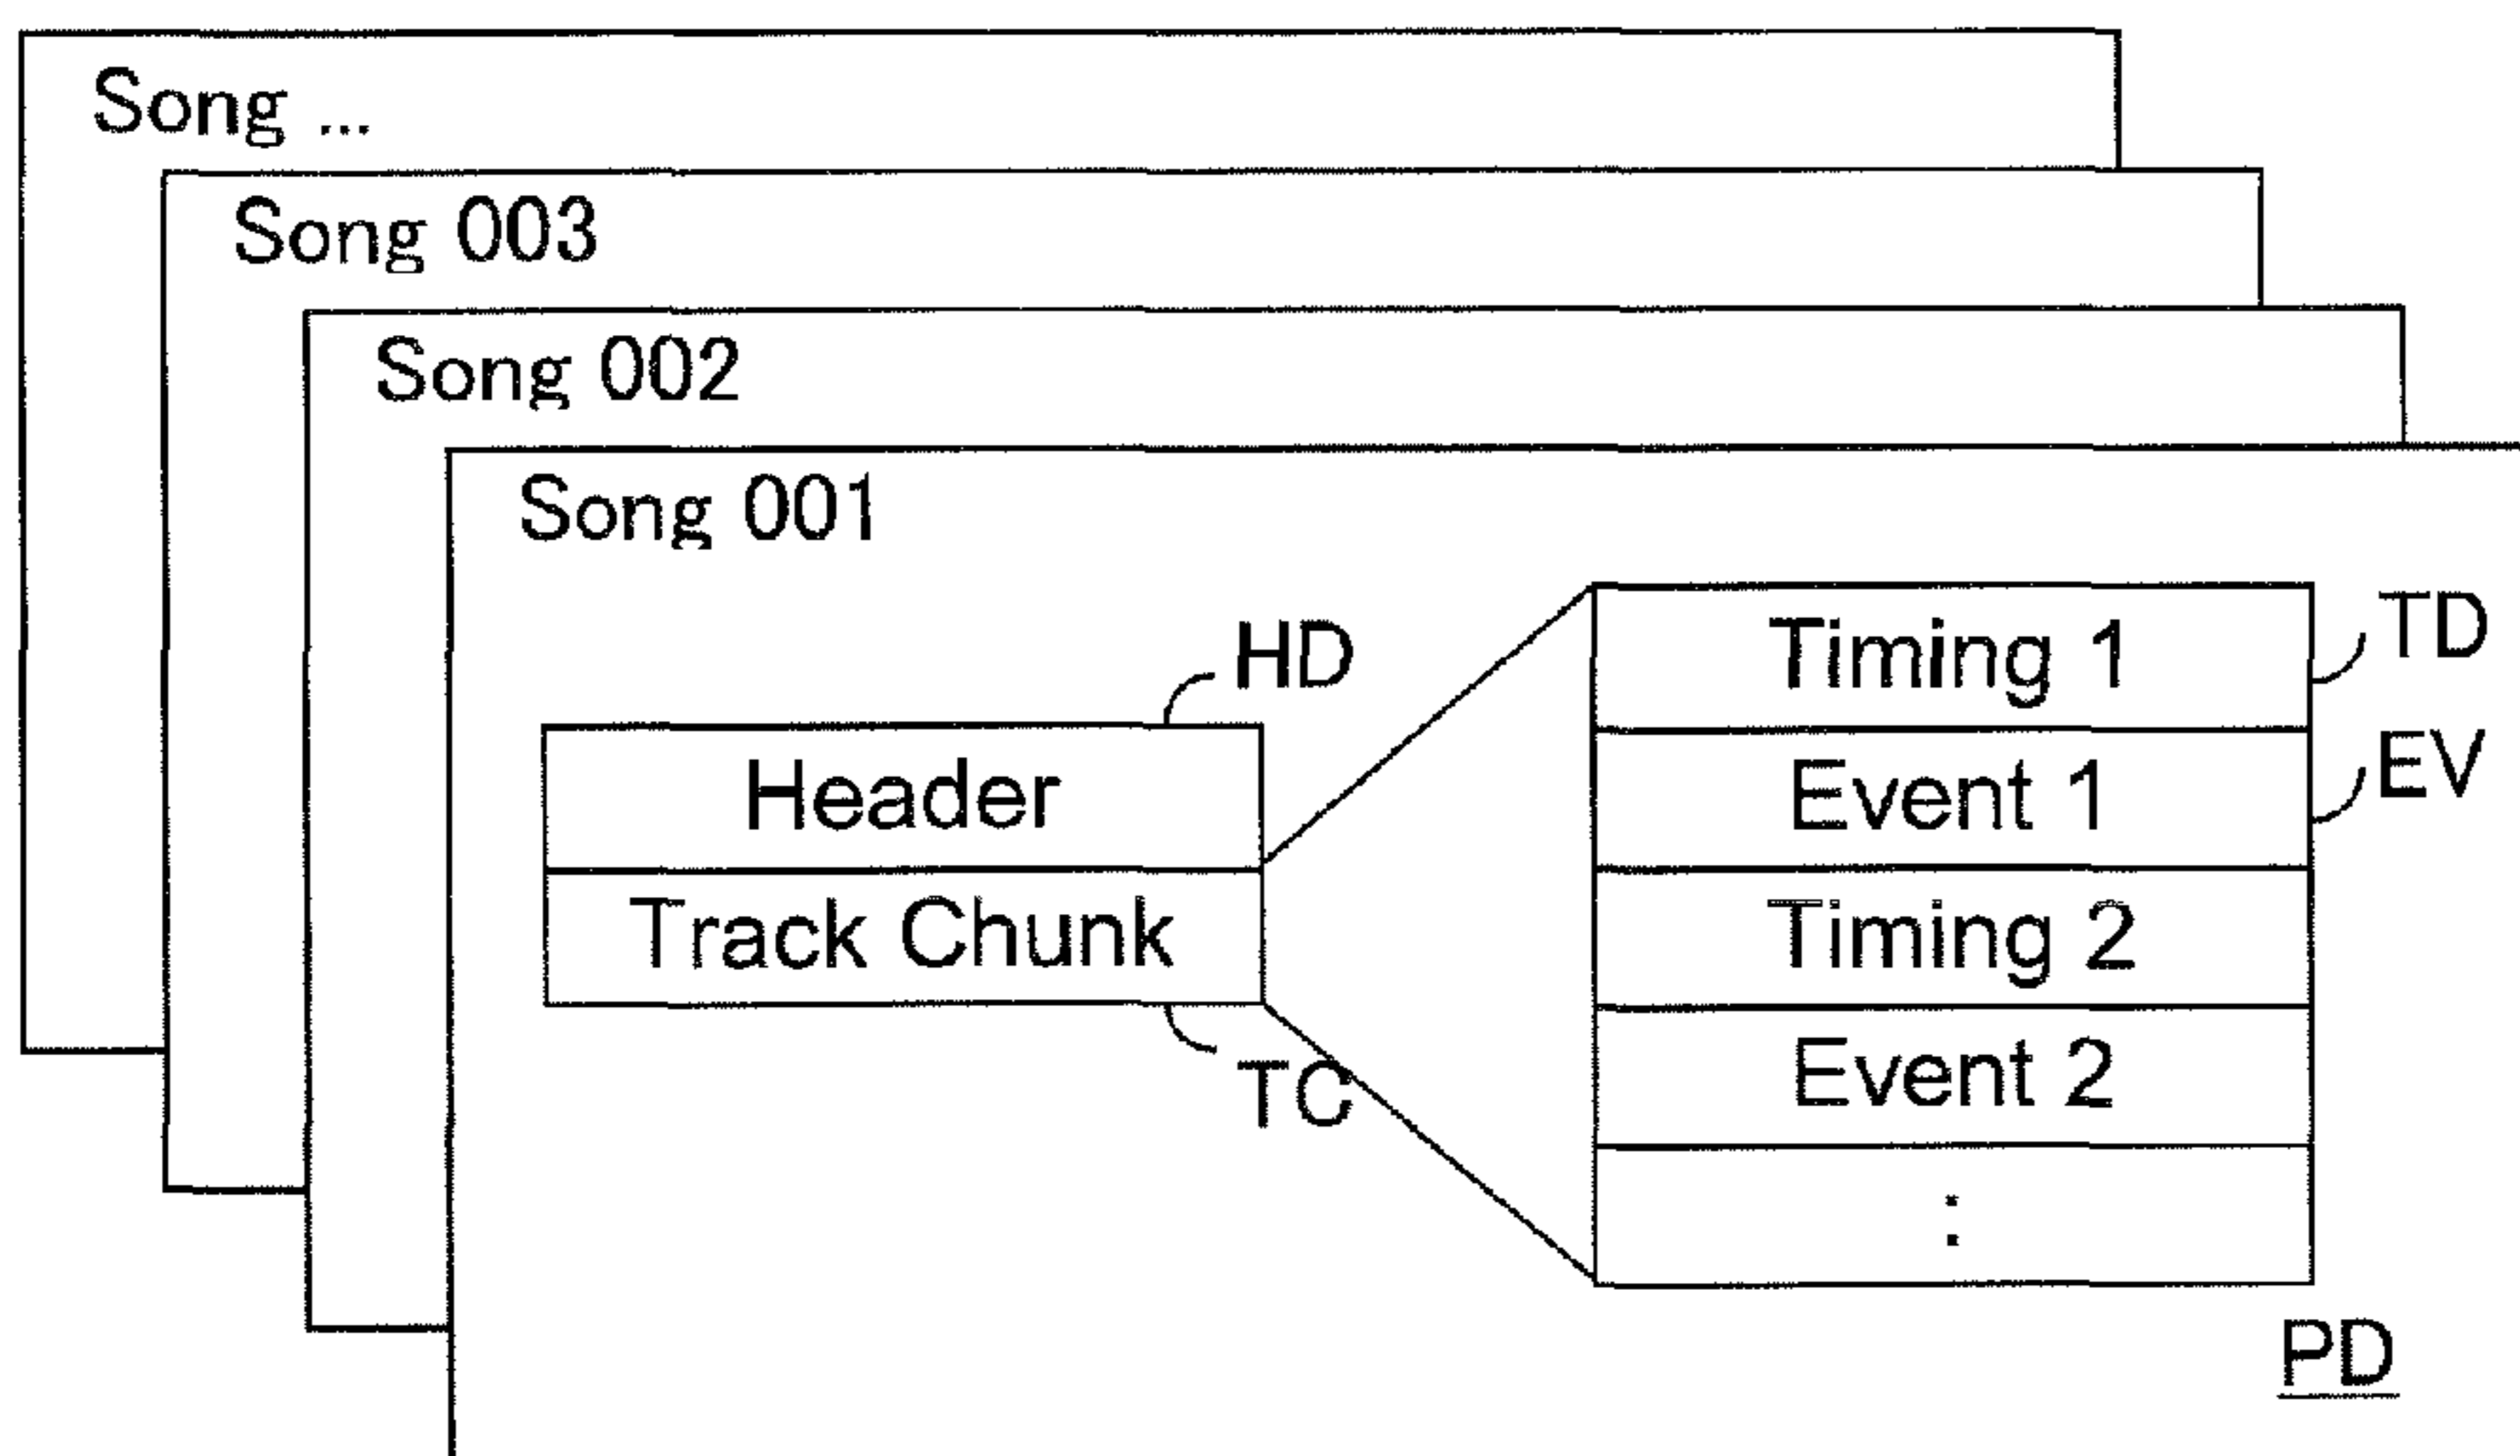 Song ...
Song 003
Song 002
Song 001
HD
Header
Track Chunk
TC
Timing 1
TD
Event 1
EV
Timing 2
Event 2
:
PD